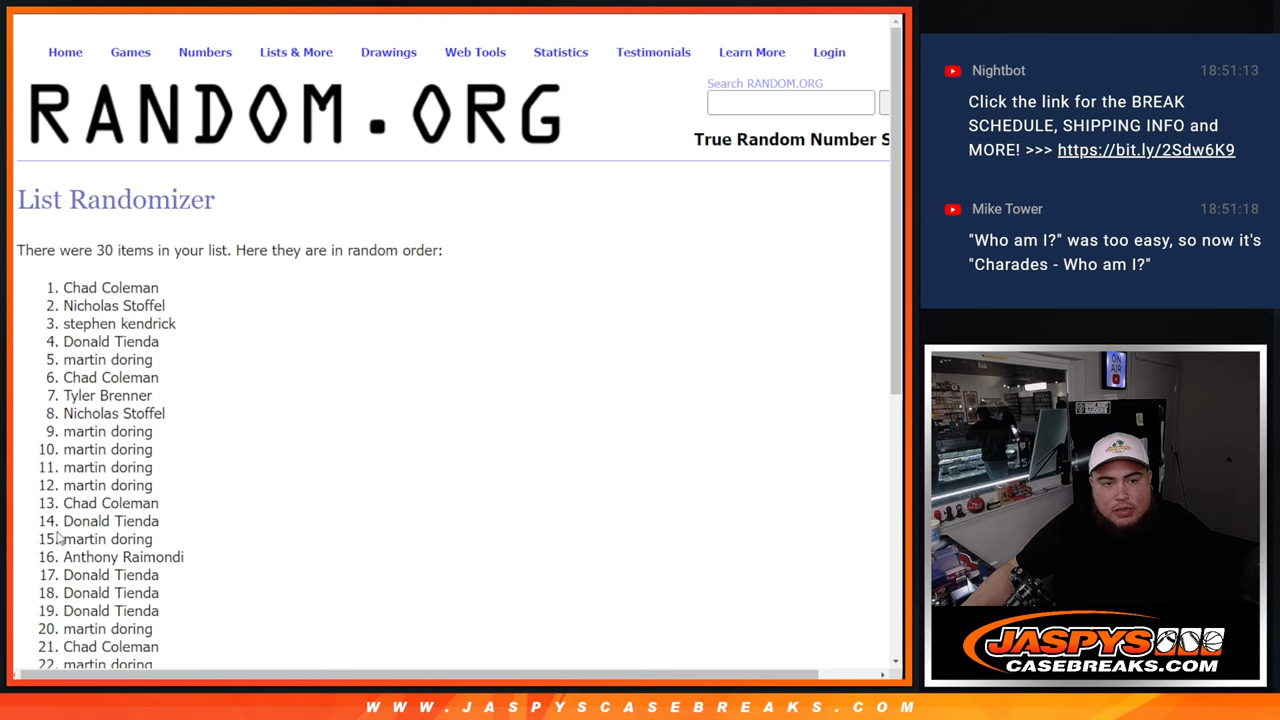 Home Games Numbers Lists & More Drawings Web Tools Statistics Testimonials Learn More Login
RANDOM.ORG
Search RANDOM.ORG
True Random Number S
List Randomizer
There were 30 items in your list. Here they are in random order:
1. Chad Coleman
2. Nicholas Stoffel
3. stephen kendrick
4. Donald Tienda
5. martin doring
6. Chad Coleman
7. Tyler Brenner
8. Nicholas Stoffel
9. martin doring
10. martin doring
11. martin doring
12. martin doring
13. Chad Coleman
14. Donald Tienda
15. martin doring
16. Anthony Raimondi
17. Donald Tienda
18. Donald Tienda
19. Donald Tienda
20. martin doring
21. Chad Coleman
22. martin doring
Nightbot 18:51:13
Click the link for the BREAK
SCHEDULE, SHIPPING INFO and
MORE! >>> https://bit.ly/2Sdw6K9
Mike Tower 18:51:18
"Who am I?" was too easy, so now it's
"Charades - Who am I?"
ON
AIR
JASPYS
CASEBREAKS.COM
WWW.JASPYSCASEBREAKS.COM